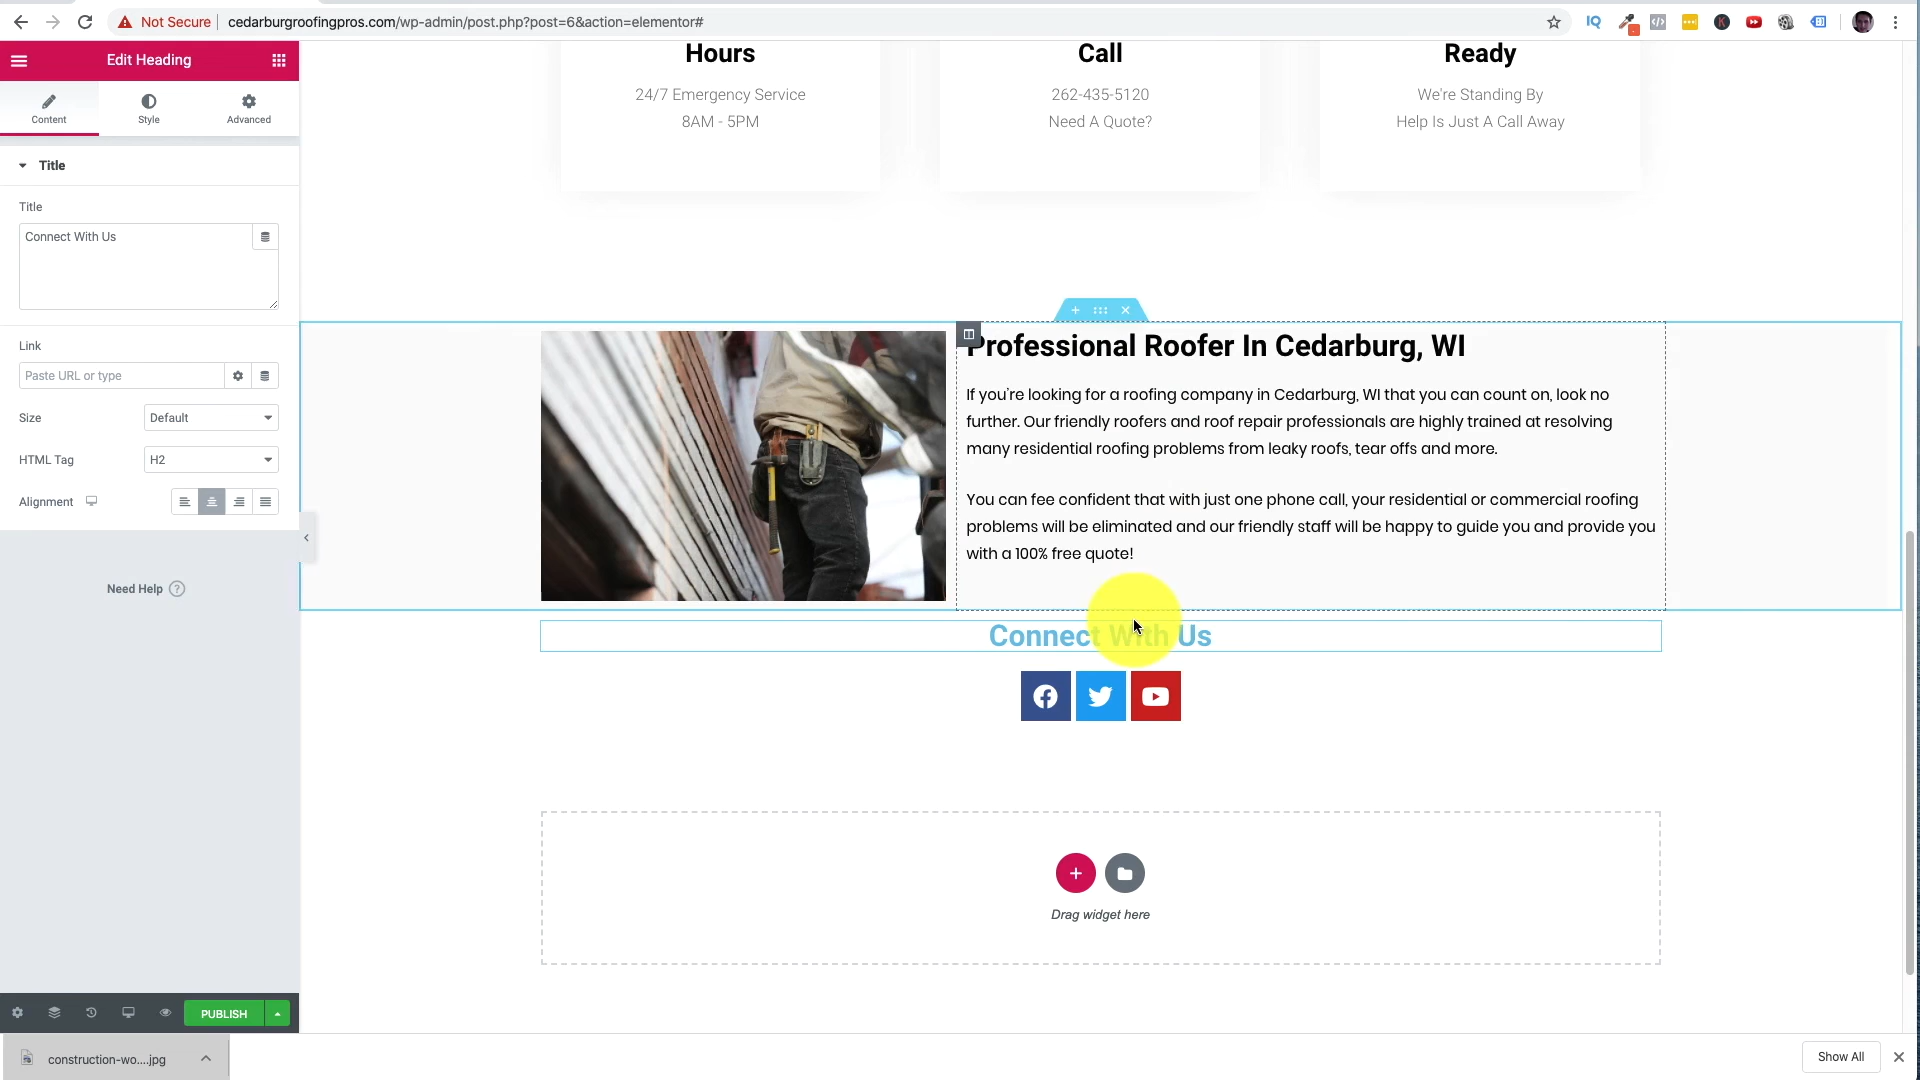 Not Secure
cedarburgroofingpros.com/wp-admin/post.php?post=6&action=elementor#
IQ
K
Edit Heading
Content
Style
Advanced
Title
Title
Connect With Us
Link
Paste URL or type
Size
Default
HTML Tag
H2
Alignment
Need Help ?
PUBLISH
Hours
24/7 Emergency Service
8AM - 5PM
Call
262-435-5120
Need A Quote?
Ready
We're Standing By
Help Is Just A Call Away
Professional Roofer In Cedarburg, WI
If you're looking for a roofing company in Cedarburg, WI that you can count on, look no
further. Our friendly roofers and roof repair professionals are highly trained at resolving
many residential roofing problems from leaky roofs, tear offs and more.
You can fee confident that with just one phone call, your residential or commercial roofing
problems will be eliminated and our friendly staff will be happy to guide you and provide you
with a 100% free quote!
Connect With Us
Drag widget here
construction-wo....jpg
Show All